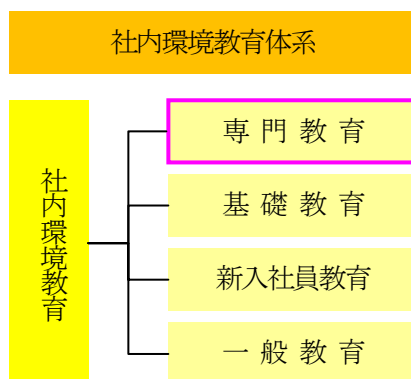 社内環境教育体系
社内環境教育
専門教育
基礎教育
新入社員教育
一般教育